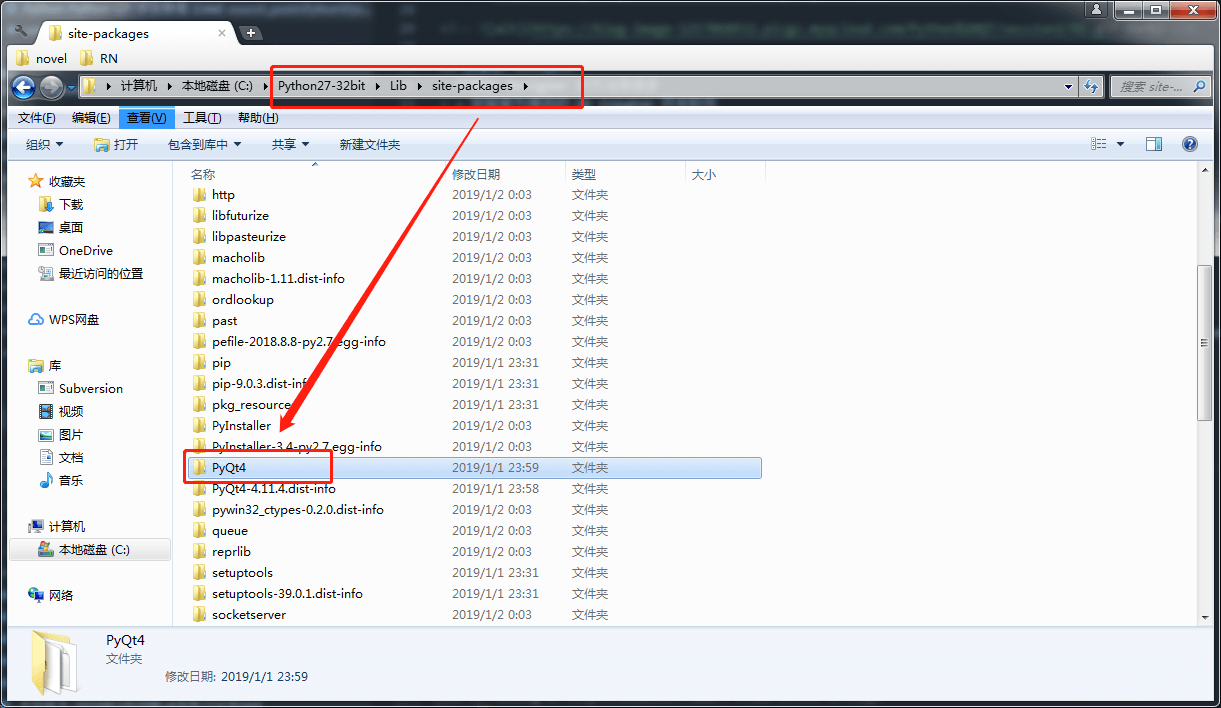 site-packages
novel RN
计算机 本地磁盘 (C:) Python27-32bit Lib site-packages 搜索 site-...
文件(F) 编辑(E) 查看(V) 工具(T) 帮助(H)
组织 打开 包含到库中 共享 新建文件夹
收藏夹
下载
桌面
OneDrive
最近访问的位置
WPS网盘
库
Subversion
视频
图片
文档
音乐
计算机
本地磁盘 (C:)
网络
名称 修改日期 类型 大小
http 2019/1/2 0:03 文件夹
libfuturize 2019/1/2 0:03 文件夹
libpasteurize 2019/1/2 0:03 文件夹
macholib 2019/1/2 0:03 文件夹
macholib-1.11.dist-info 2019/1/2 0:03 文件夹
ordlookup 2019/1/2 0:03 文件夹
past 2019/1/2 0:03 文件夹
pefile-2018.8.8-py2.7.egg-info 2019/1/2 0:03 文件夹
pip 2019/1/1 23:31 文件夹
pip-9.0.3.dist-info 2019/1/1 23:31 文件夹
pkg_resource 2019/1/1 23:31 文件夹
PyInstaller 2019/1/2 0:03 文件夹
PyInstaller-3.4-py2.7.egg-info 2019/1/2 0:03 文件夹
PyQt4 2019/1/1 23:59 文件夹
PyQt4-4.11.4.dist-info 2019/1/1 23:58 文件夹
pywin32_ctypes-0.2.0.dist-info 2019/1/2 0:03 文件夹
queue 2019/1/2 0:03 文件夹
reprlib 2019/1/2 0:03 文件夹
setuptools 2019/1/1 23:31 文件夹
setuptools-39.0.1.dist-info 2019/1/1 23:31 文件夹
socketserver 2019/1/2 0:03 文件夹
PyQt4
文件夹
修改日期: 2019/1/1 23:59